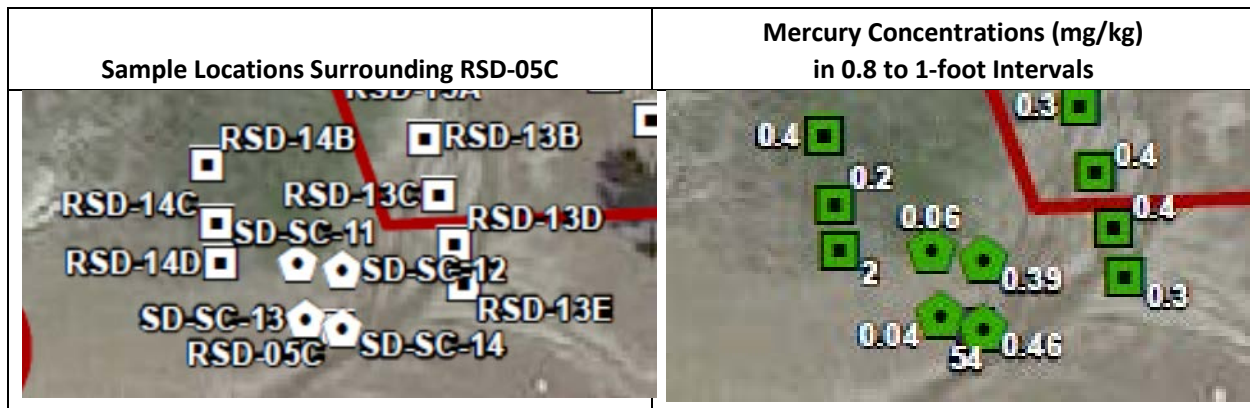 Sample Locations Surrounding RSD-05C
Mercury Concentrations (mg/kg)
in 0.8 to 1-foot Intervals
RSD-13A
RSD-14B
RSD-13B
RSD-13C
RSD-14C
RSD-13D
SD-SC-11
RSD-14D
SD-SC-12
RSD-13E
SD-SC-13
SD-SC-14
RSD-05C
0.3
0.4
0.4
0.2
0.4
0.06
2
0.39
0.3
0.04
0.46
54